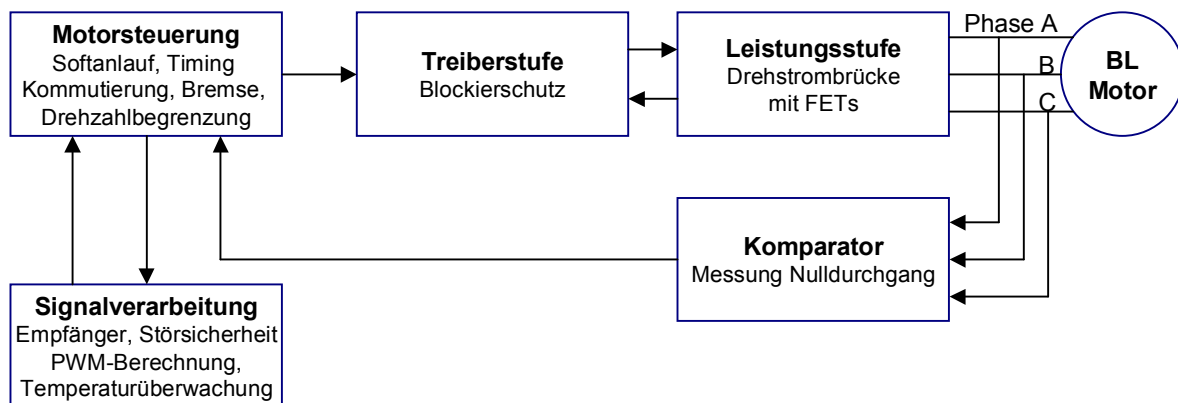 Motorsteuerung
Softanlauf, Timing
Kommutierung, Bremse,
Drehzahlbegrenzung
Treiberstufe
Blockierschutz
Leistungsstufe
Drehstrombrücke
mit FETs
Phase A
B
C
BL
Motor
Komparator
Messung Nulldurchgang
Signalverarbeitung
Empfänger, Störsicherheit
PWM-Berechnung,
Temperaturüberwachung